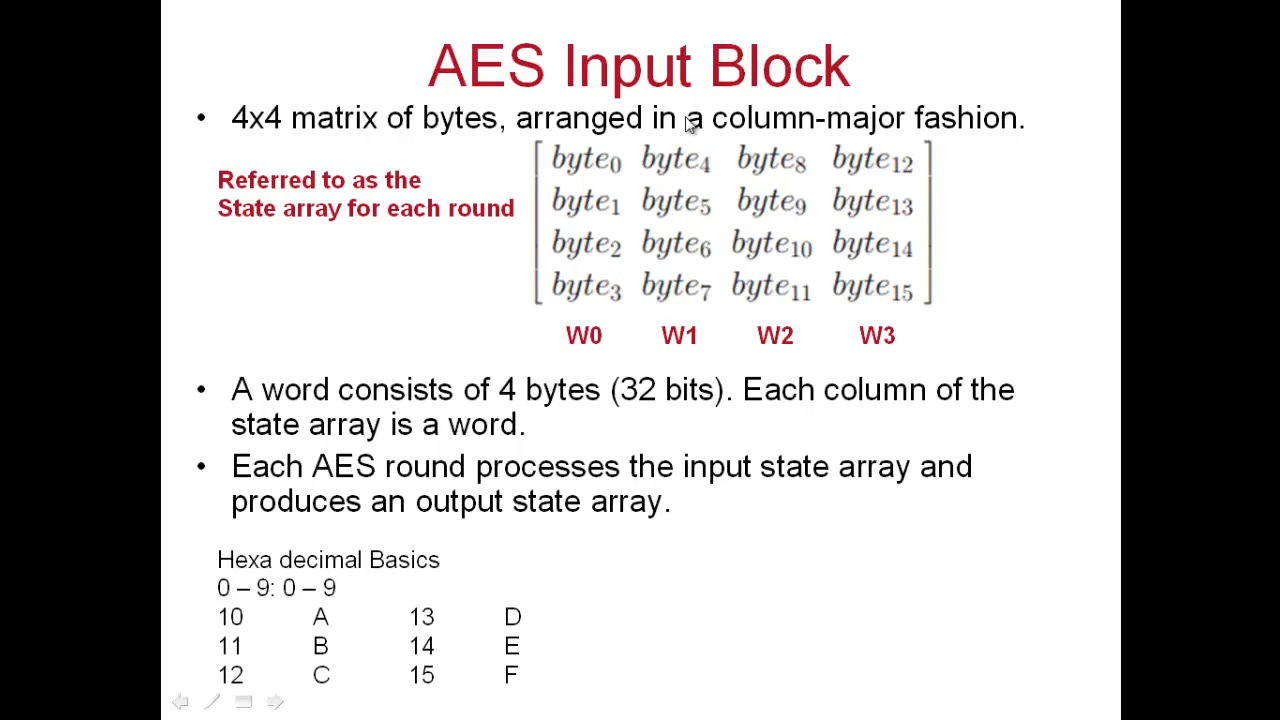 AES Input Block
• 4x4 matrix of bytes, arranged in a column-major fashion.
Referred to as the
State array for each round
byte₀ byte₄ byte₈ byte₁₂
byte₁ byte₅ byte₉ byte₁₃
byte₂ byte₆ byte₁₀ byte₁₄
byte₃ byte₇ byte₁₁ byte₁₅
W0 W1 W2 W3
• A word consists of 4 bytes (32 bits). Each column of the
state array is a word.
• Each AES round processes the input state array and
produces an output state array.
Hexa decimal Basics
0 – 9: 0 – 9
10 A 13 D
11 B 14 E
12 C 15 F